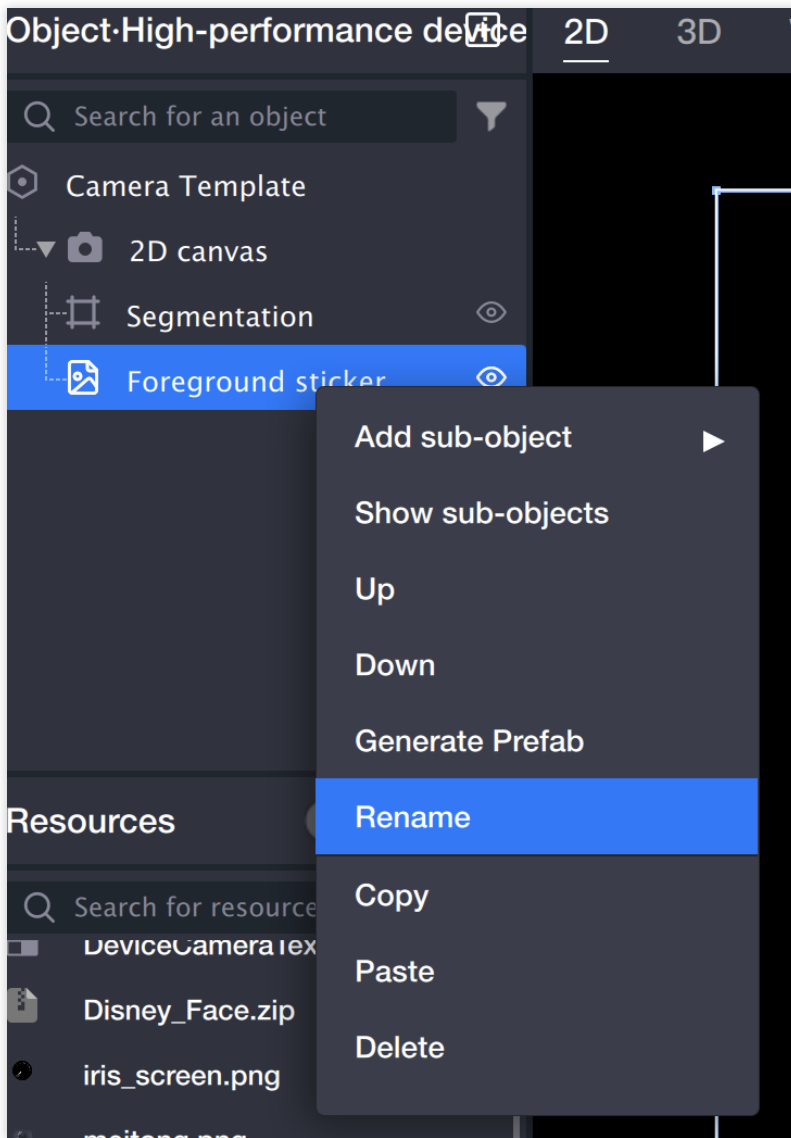 Object·High-performance device
2D
3D
Search for an object
Camera Template
2D canvas
Segmentation
Foreground sticker
Add sub-object
Show sub-objects
Up
Down
Generate Prefab
Rename
Copy
Paste
Delete
Resources
Search for resource
DeviceCameraTex
Disney_Face.zip
iris_screen.png